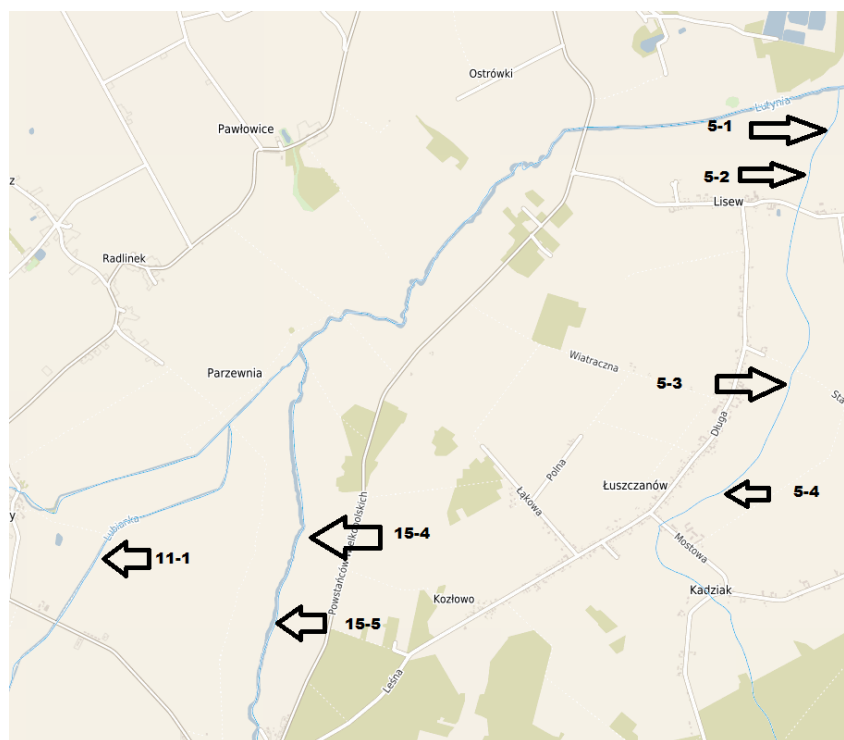 Ostrówki
Lutynia
5-1
Pawłowice
5-2
z
Lisew
Radlinek
Wiatraczna
Parzewnia
5-3
Sta
Długa
Polna
Łuszczanów
Łąkowa
5-4
y
Lubianka
Powstańców Wielkopolskich
15-4
Mostowa
11-1
Kadziak
Kozłowo
15-5
Leśna